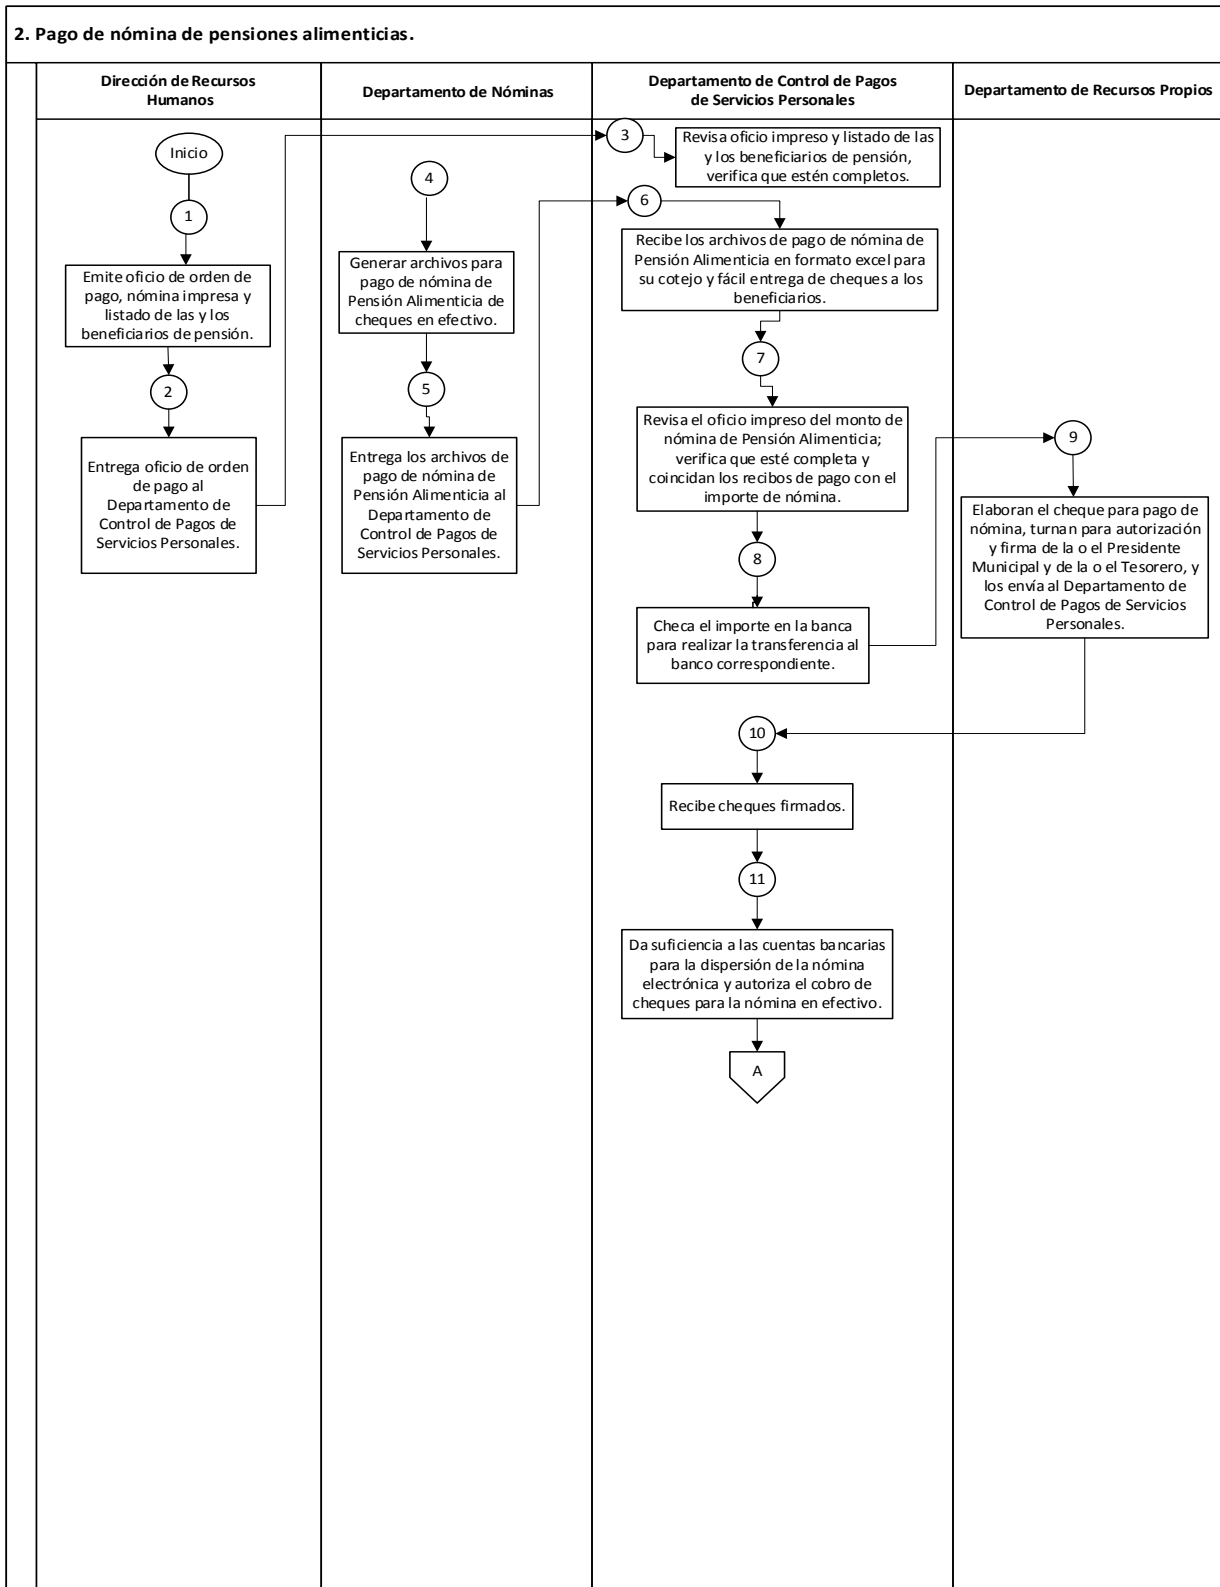 2. Pago de nómina de pensiones alimenticias.
Dirección de Recursos
Humanos
Departamento de Nóminas
Departamento de Control de Pagos
de Servicios Personales
Departamento de Recursos Propios
Inicio
1
Emite oficio de orden de
pago, nómina impresa y
listado de las y los
beneficiarios de pensión.
2
Entrega oficio de orden
de pago al
Departamento de
Control de Pagos de
Servicios Personales.
3
Revisa oficio impreso y listado de las
y los beneficiarios de pensión,
verifica que estén completos.
4
Generar archivos para
pago de nómina de
Pensión Alimenticia de
cheques en efectivo.
5
Entrega los archivos de
pago de nómina de
Pensión Alimenticia al
Departamento de
Control de Pagos de
Servicios Personales.
6
Recibe los archivos de pago de nómina de
Pensión Alimenticia en formato excel para
su cotejo y fácil entrega de cheques a los
beneficiarios.
7
Revisa el oficio impreso del monto de
nómina de Pensión Alimenticia;
verifica que esté completa y
coincidan los recibos de pago con el
importe de nómina.
8
Checa el importe en la banca
para realizar la transferencia al
banco correspondiente.
9
Elaboran el cheque para pago de
nómina, turnan para autorización
y firma de la o el Presidente
Municipal y de la o el Tesorero, y
los envía al Departamento de
Control de Pagos de Servicios
Personales.
10
Recibe cheques firmados.
11
Da suficiencia a las cuentas bancarias
para la dispersión de la nómina
electrónica y autoriza el cobro de
cheques para la nómina en efectivo.
A